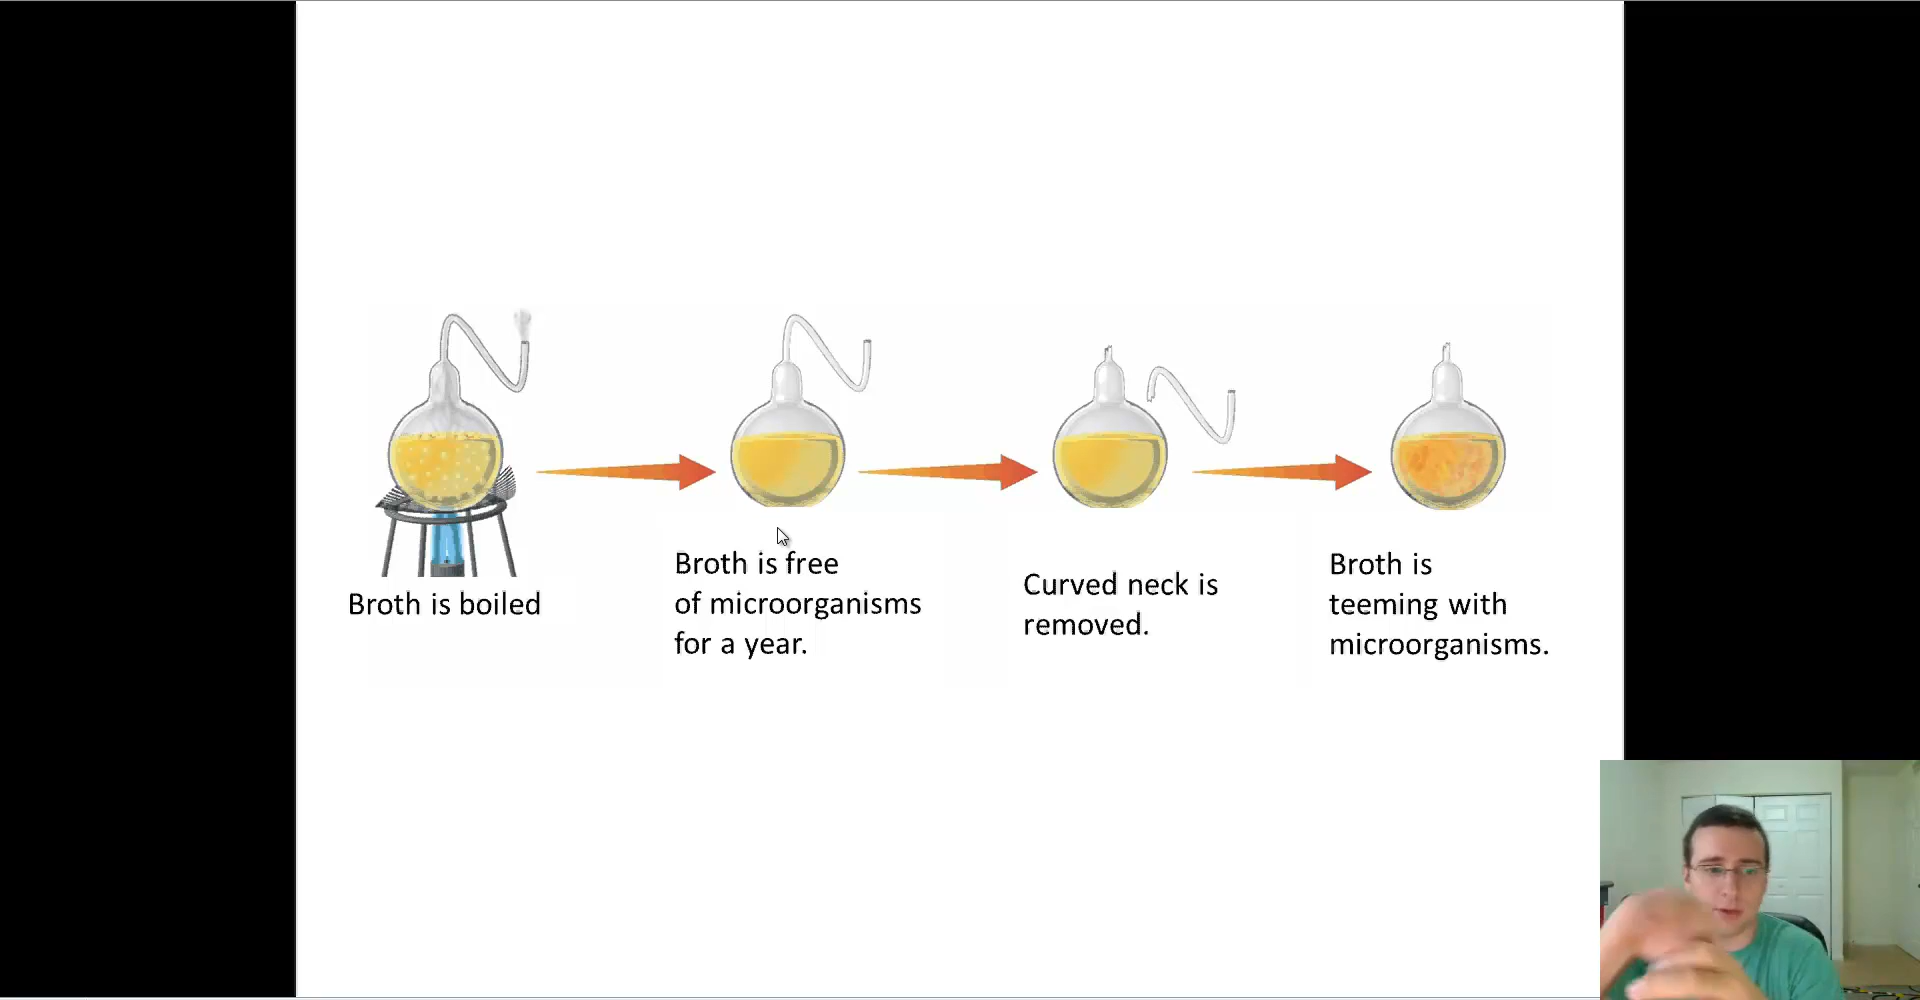 Broth is boiled
Broth is free
of microorganisms
for a year.
Curved neck is
removed.
Broth is
teeming with
microorganisms.